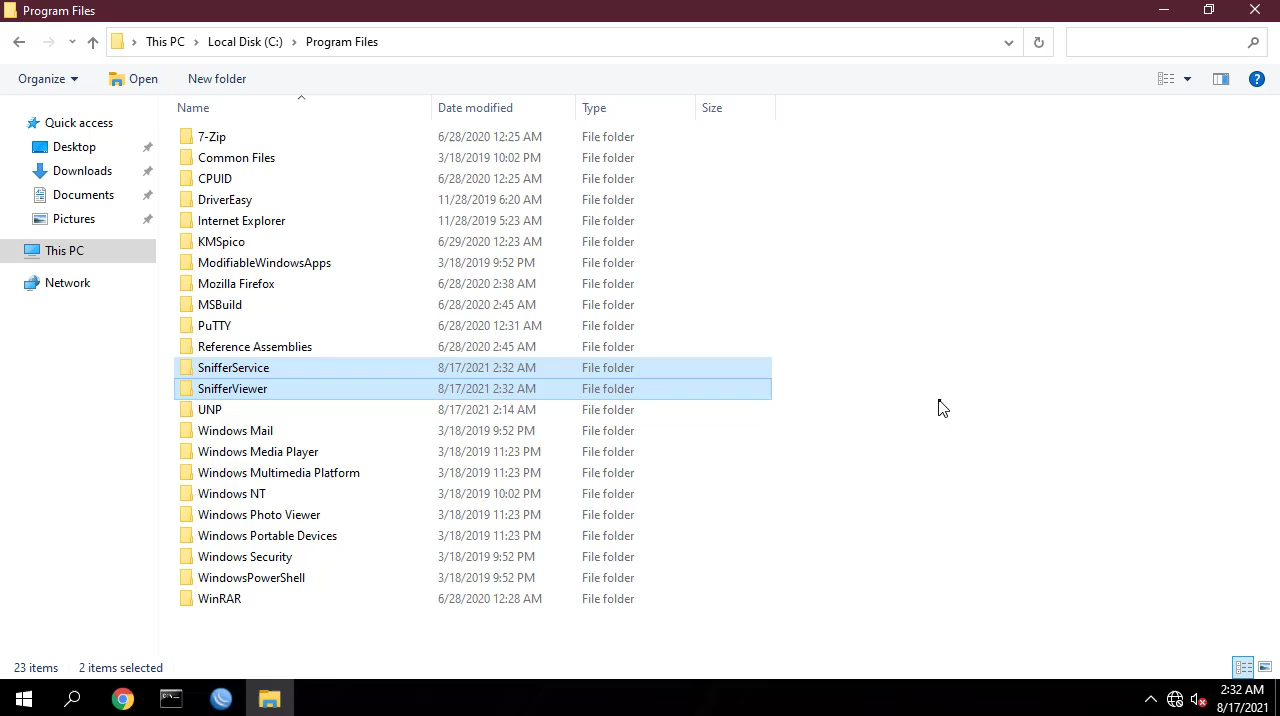 Program Files
This PC > Local Disk (C:) > Program Files
Organize Open New folder
Name Date modified Type Size
Quick access
Desktop
Downloads
Documents
Pictures
This PC
Network
7-Zip 6/28/2020 12:25 AM File folder
Common Files 3/18/2019 10:02 PM File folder
CPUID 6/28/2020 12:25 AM File folder
DriverEasy 11/28/2019 6:20 AM File folder
Internet Explorer 11/28/2019 5:23 AM File folder
KMSpico 6/29/2020 12:23 AM File folder
ModifiableWindowsApps 3/18/2019 9:52 PM File folder
Mozilla Firefox 6/28/2020 2:38 AM File folder
MSBuild 6/28/2020 2:45 AM File folder
PuTTY 6/28/2020 12:31 AM File folder
Reference Assemblies 6/28/2020 2:45 AM File folder
SnifferService 8/17/2021 2:32 AM File folder
SnifferViewer 8/17/2021 2:32 AM File folder
UNP 8/17/2021 2:14 AM File folder
Windows Mail 3/18/2019 9:52 PM File folder
Windows Media Player 3/18/2019 11:23 PM File folder
Windows Multimedia Platform 3/18/2019 11:23 PM File folder
Windows NT 3/18/2019 10:02 PM File folder
Windows Photo Viewer 3/18/2019 11:23 PM File folder
Windows Portable Devices 3/18/2019 11:23 PM File folder
Windows Security 3/18/2019 9:52 PM File folder
WindowsPowerShell 3/18/2019 9:52 PM File folder
WinRAR 6/28/2020 12:28 AM File folder
23 items 2 items selected
2:32 AM
8/17/2021